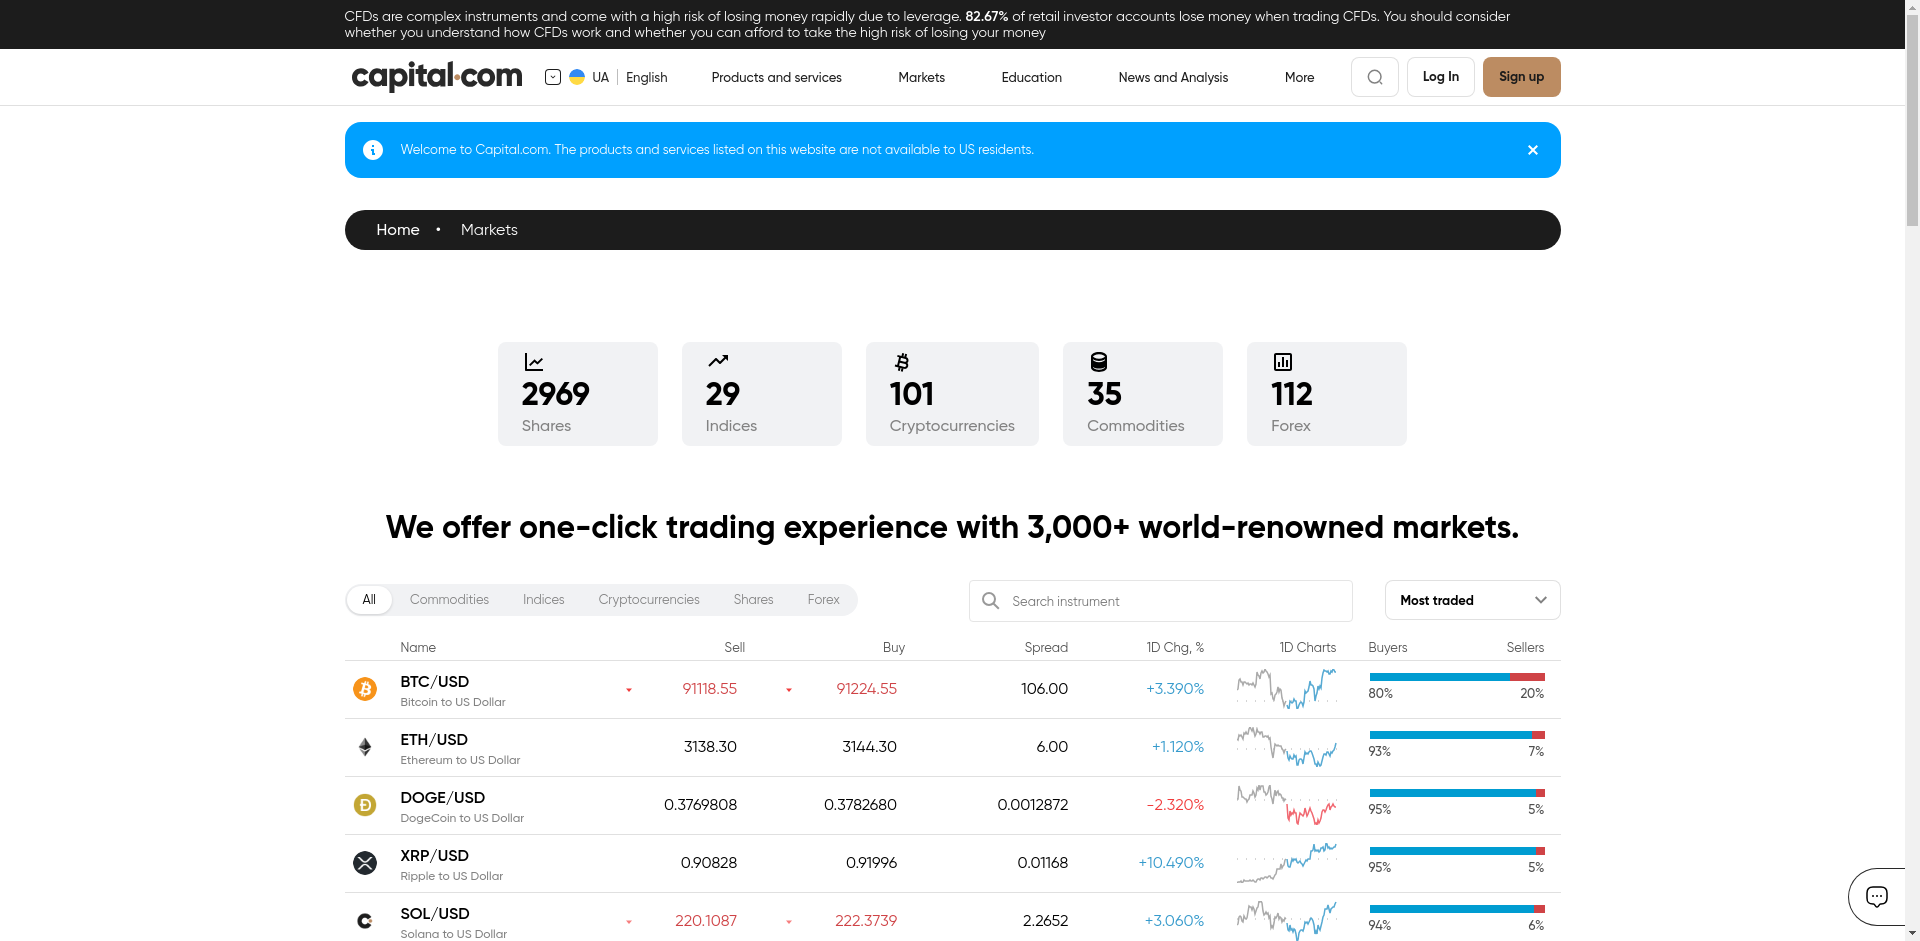 CFDs are complex instruments and come with a high risk of losing money rapidly due to leverage. 82.67% of retail investor accounts lose money when trading CFDs. You should consider
whether you understand how CFDs work and whether you can afford to take the high risk of losing your money
capital.com UA English Products and services Markets Education News and Analysis More Log In Sign up
Welcome to Capital.com. The products and services listed on this website are not available to US residents.
Home • Markets
2969 29 101 35 112
Shares Indices Cryptocurrencies Commodities Forex
We offer one-click trading experience with 3,000+ world-renowned markets.
All Commodities Indices Cryptocurrencies Shares Forex Search instrument Most traded
Name Sell Buy Spread 1D Chg, % 1D Charts Buyers Sellers
BTC/USD 91118.55 91224.55 106.00 +3.390% 80% 20%
Bitcoin to US Dollar
ETH/USD 3138.30 3144.30 6.00 +1.120% 93% 7%
Ethereum to US Dollar
DOGE/USD 0.3769808 0.3782680 0.0012872 -2.320% 95% 5%
DogeCoin to US Dollar
XRP/USD 0.90828 0.91996 0.01168 +10.490% 95% 5%
Ripple to US Dollar
SOL/USD 220.1087 222.3739 2.2652 +3.060% 94% 6%
Solana to US Dollar